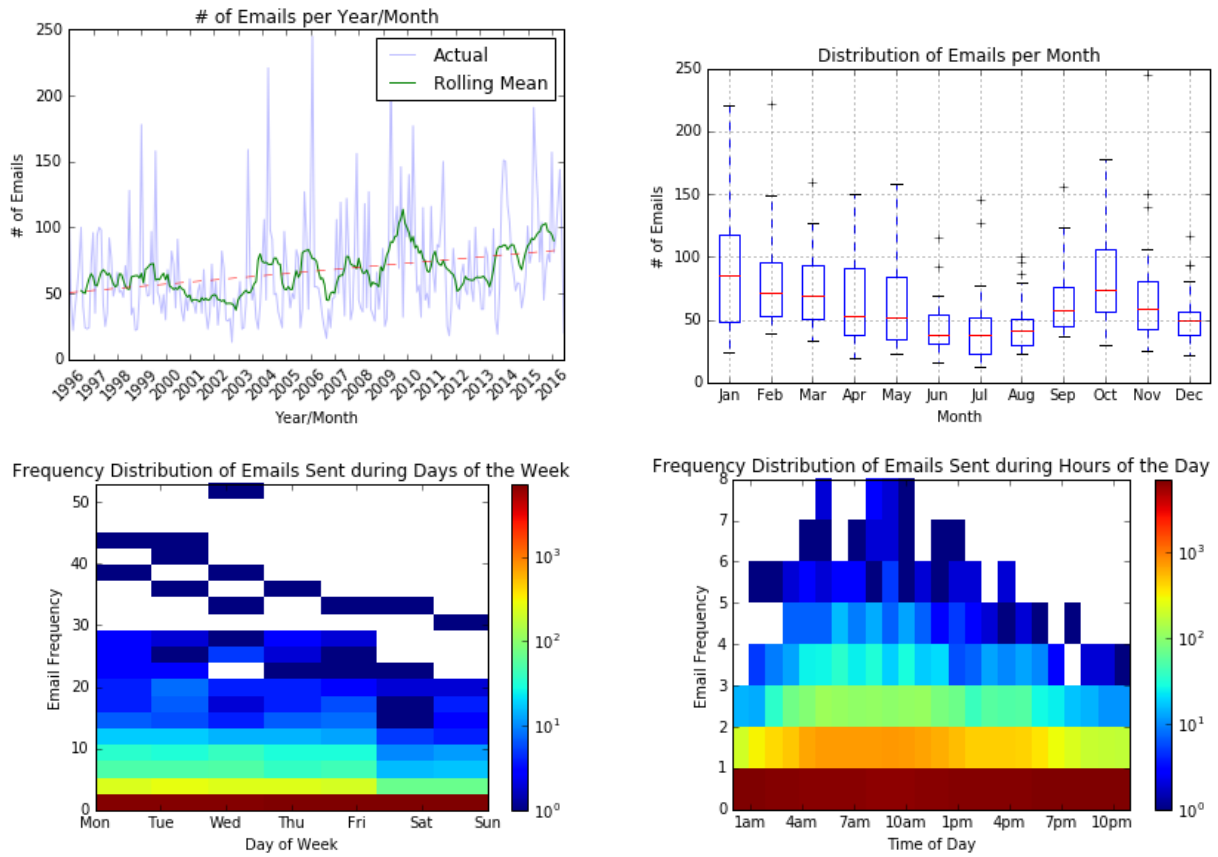 # of Emails per Year/Month
250
200
150
100
50
0
# of Emails
Actual
Rolling Mean
1996 1997 1998 1999 2000 2001 2002 2003 2004 2005 2006 2007 2008 2009 2010 2011 2012 2013 2014 2015 2016
Year/Month
Distribution of Emails per Month
250
200
150
100
50
0
# of Emails
Jan Feb Mar Apr May Jun Jul Aug Sep Oct Nov Dec
Month
Frequency Distribution of Emails Sent during Days of the Week
50
40
30
20
10
0
Email Frequency
Mon Tue Wed Thu Fri Sat Sun
Day of Week
10³
10²
10¹
10⁰
Frequency Distribution of Emails Sent during Hours of the Day
8
7
6
5
4
3
2
1
0
Email Frequency
1am 4am 7am 10am 1pm 4pm 7pm 10pm
Time of Day
10³
10²
10¹
10⁰